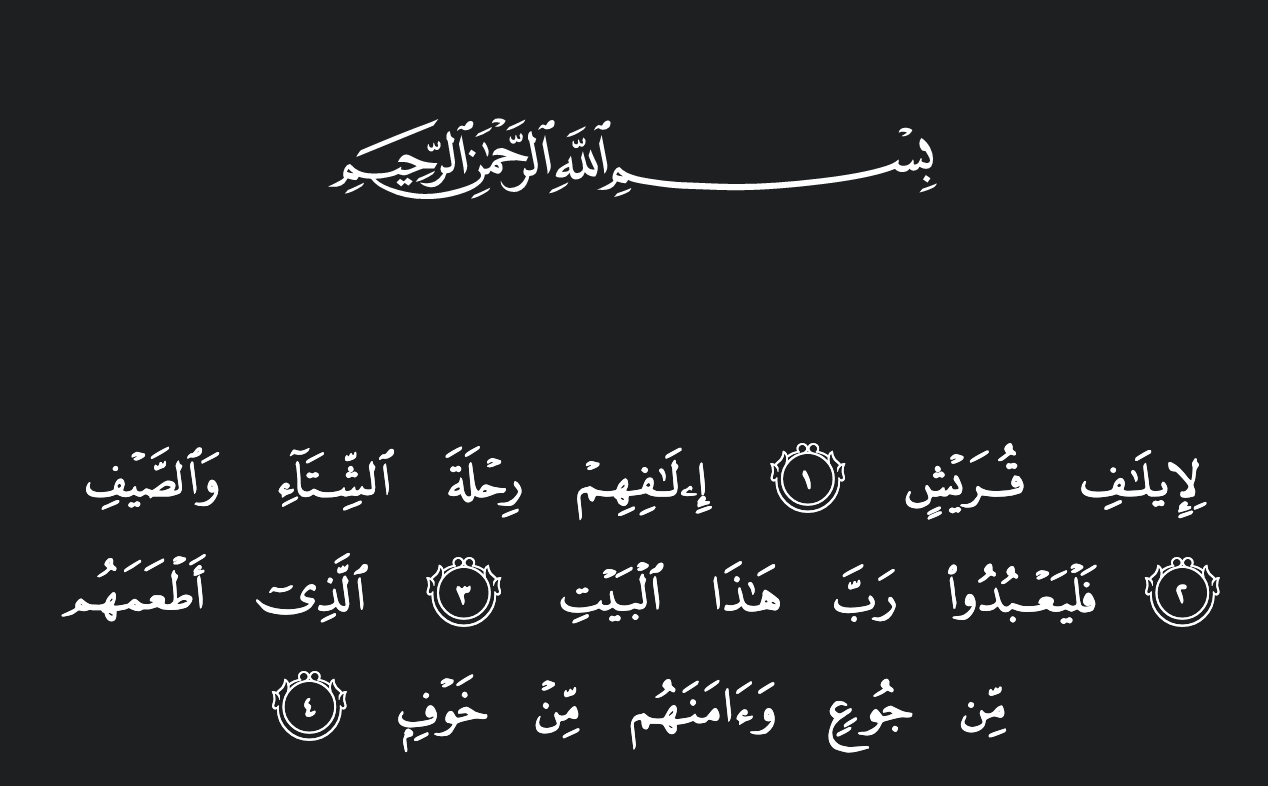 بِسْمِ ٱللَّهِ ٱلرَّحْمَٰنِ ٱلرَّحِيمِ
لِإِيلَٰفِ قُرَيْشٍ ١ إِۦلَٰفِهِمْ رِحْلَةَ ٱلشِّتَآءِ وَٱلصَّيْفِ
٢ فَلْيَعْبُدُوا۟ رَبَّ هَٰذَا ٱلْبَيْتِ ٣ ٱلَّذِىٓ أَطْعَمَهُم
مِّن جُوعٍ وَءَامَنَهُم مِّنْ خَوْفٍۭ ٤